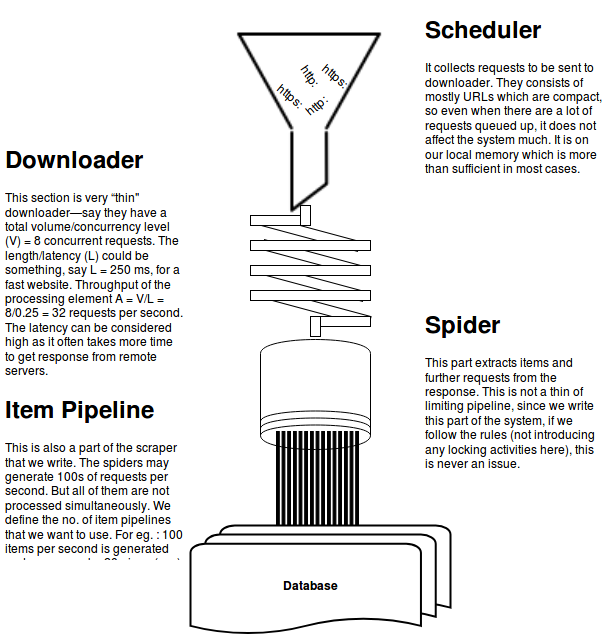 Scheduler
It collects requests to be sent to
downloader. They consists of
mostly URLs which are compact,
so even when there are a lot of
requests queued up, it does not
affect the system much. It is on
our local memory which is more
than sufficient in most cases.
http:
https:
https:
http:
Downloader
This section is very “thin"
downloader—say they have a
total volume/concurrency level
(V) = 8 concurrent requests. The
length/latency (L) could be
something, say L = 250 ms, for a
fast website. Throughput of the
processing element A = V/L =
8/0.25 = 32 requests per second.
The latency can be considered
high as it often takes more time
to get response from remote
servers.
Spider
This part extracts items and
further requests from the
response. This is not a thin of
limiting pipeline, since we write
this part of the system, if we
follow the rules (not introducing
any locking activities here), this
is never an issue.
Item Pipeline
This is also a part of the scraper
that we write. The spiders may
generate 100s of requests per
second. But all of them are not
processed simultaneously. We
define the no. of item pipelines
that we want to use. For eg. : 100
items per second is generated
Database